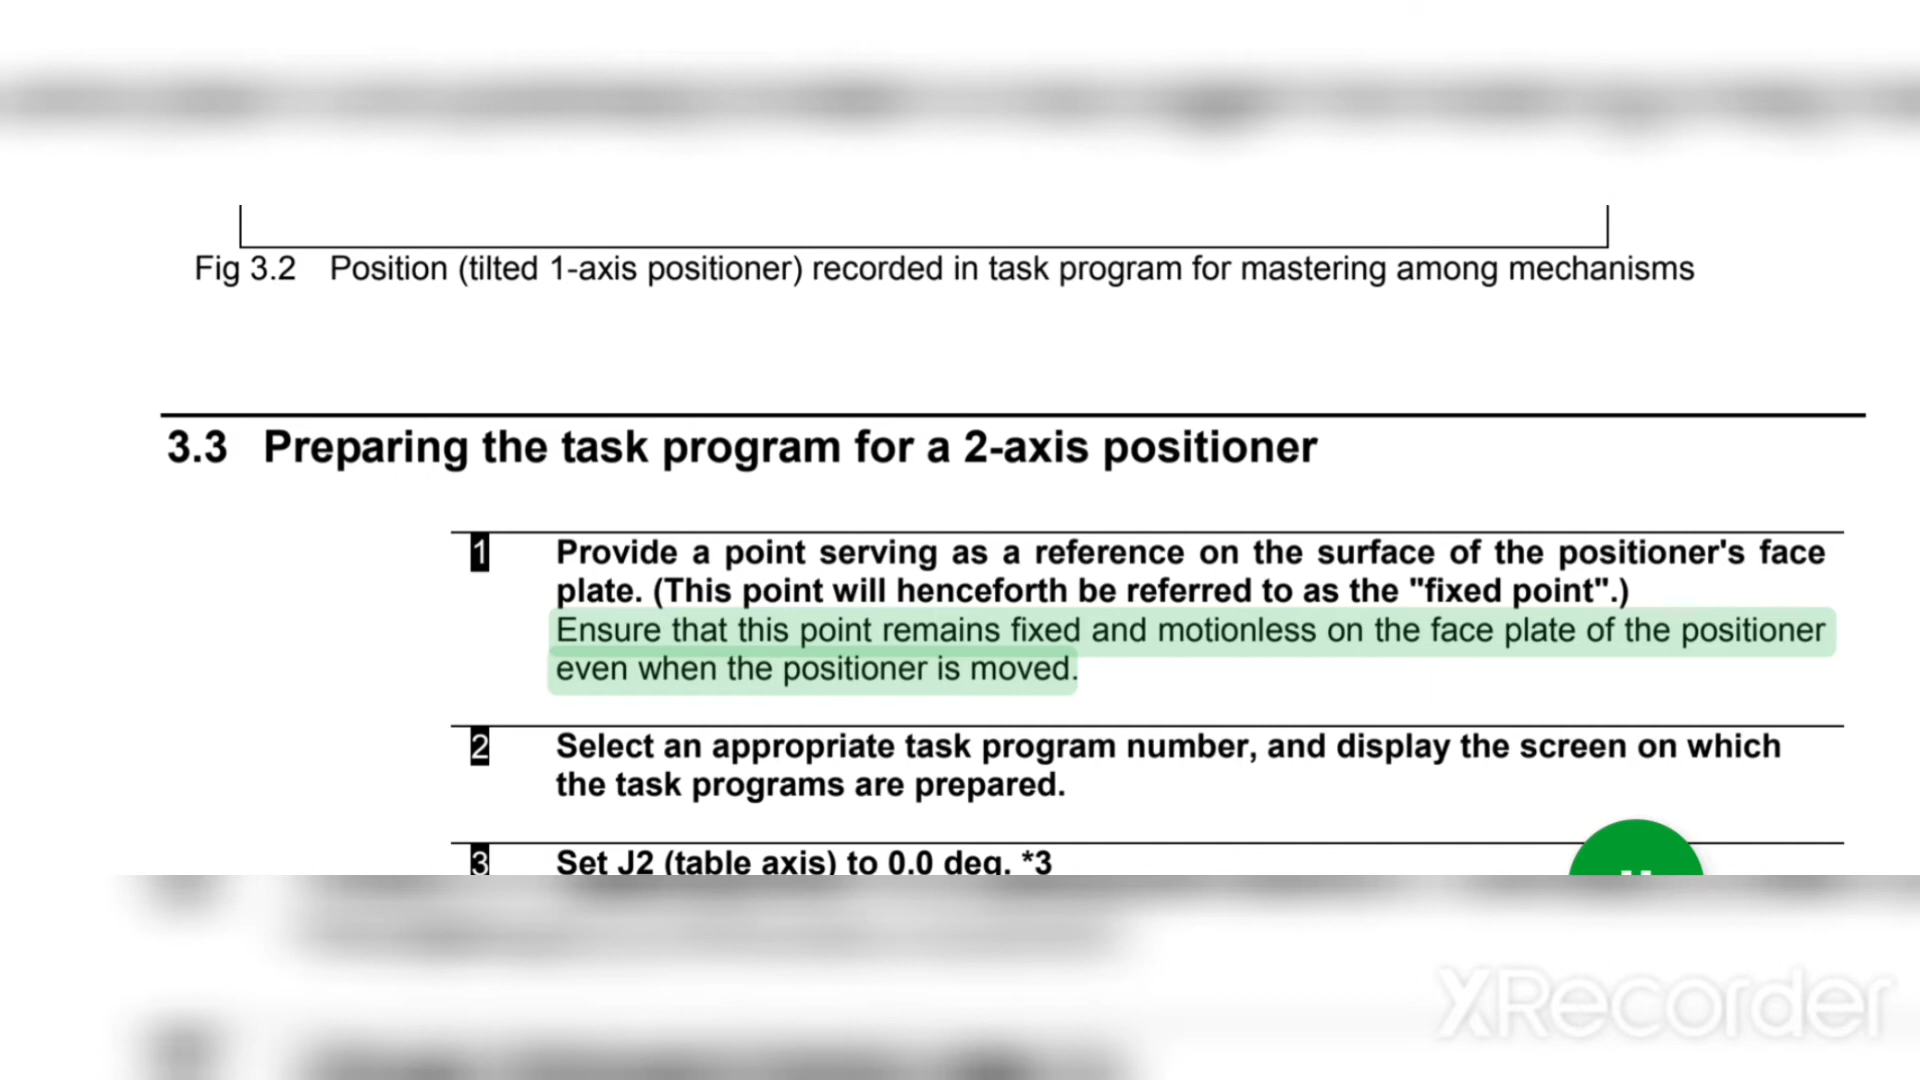 Fig 3.2 Position (tilted 1-axis positioner) recorded in task program for mastering among mechanisms
3.3 Preparing the task program for a 2-axis positioner
1 Provide a point serving as a reference on the surface of the positioner's face
plate. (This point will henceforth be referred to as the "fixed point".)
Ensure that this point remains fixed and motionless on the face plate of the positioner
even when the positioner is moved.
2 Select an appropriate task program number, and display the screen on which
the task programs are prepared.
3 Set J2 (table axis) to 0.0 deg. *3
XRecorder